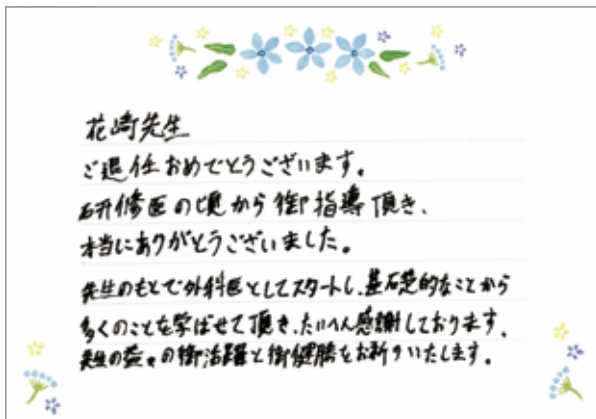 花崎先生
ご退任おめでとうございます。
研修医の頃から御指導頂き、
本当にありがとうございました。
先生のもとで外科医としてスタートし、基礎的なことから
多くのことを学ばせて頂き、たいへん感謝しております。
先生の益々の御活躍と御健勝をお祈りいたします。